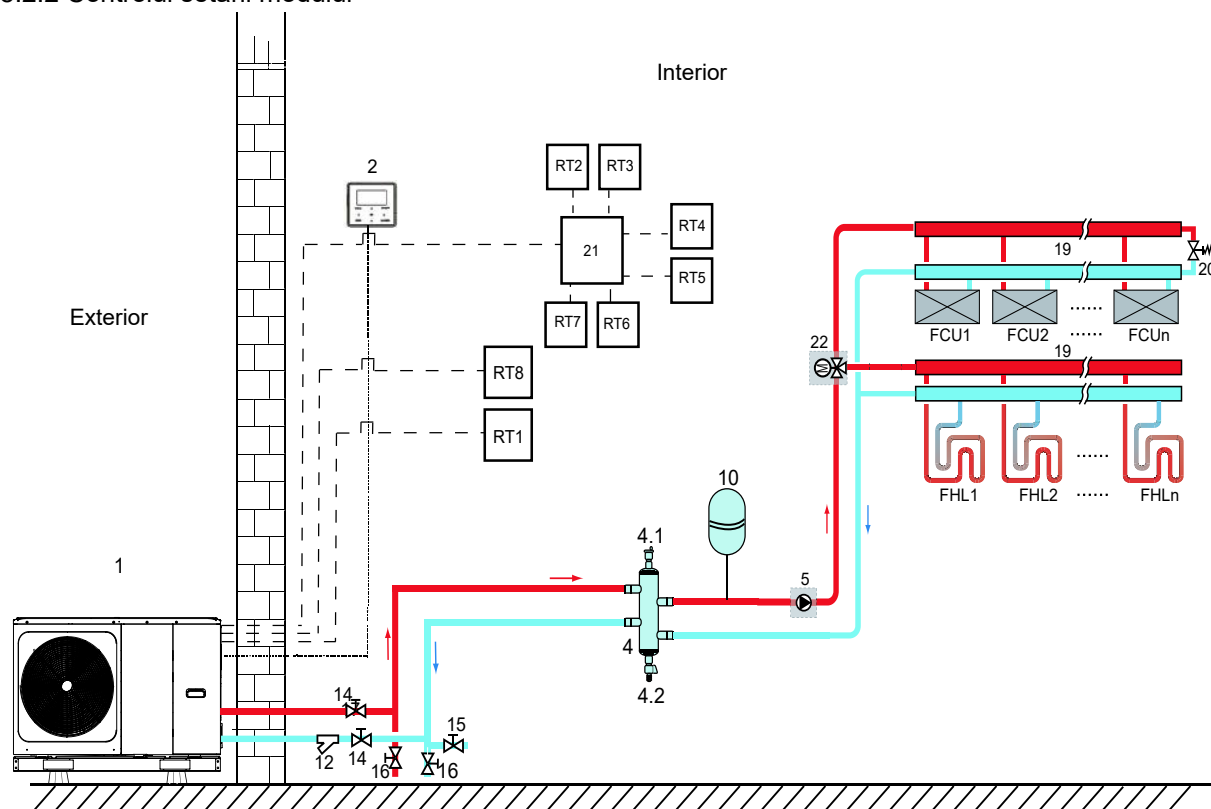 Interior
2
RT2 RT3
RT4
21
RT5
RT7 RT6
19
20
Exterior
FCU1 FCU2 ...... FCUn
......
22
19
RT8
RT1
......
FHL1 FHL2 ...... FHLn
10
4.1
1
5
4
4.2
14
15
12 14
16 16